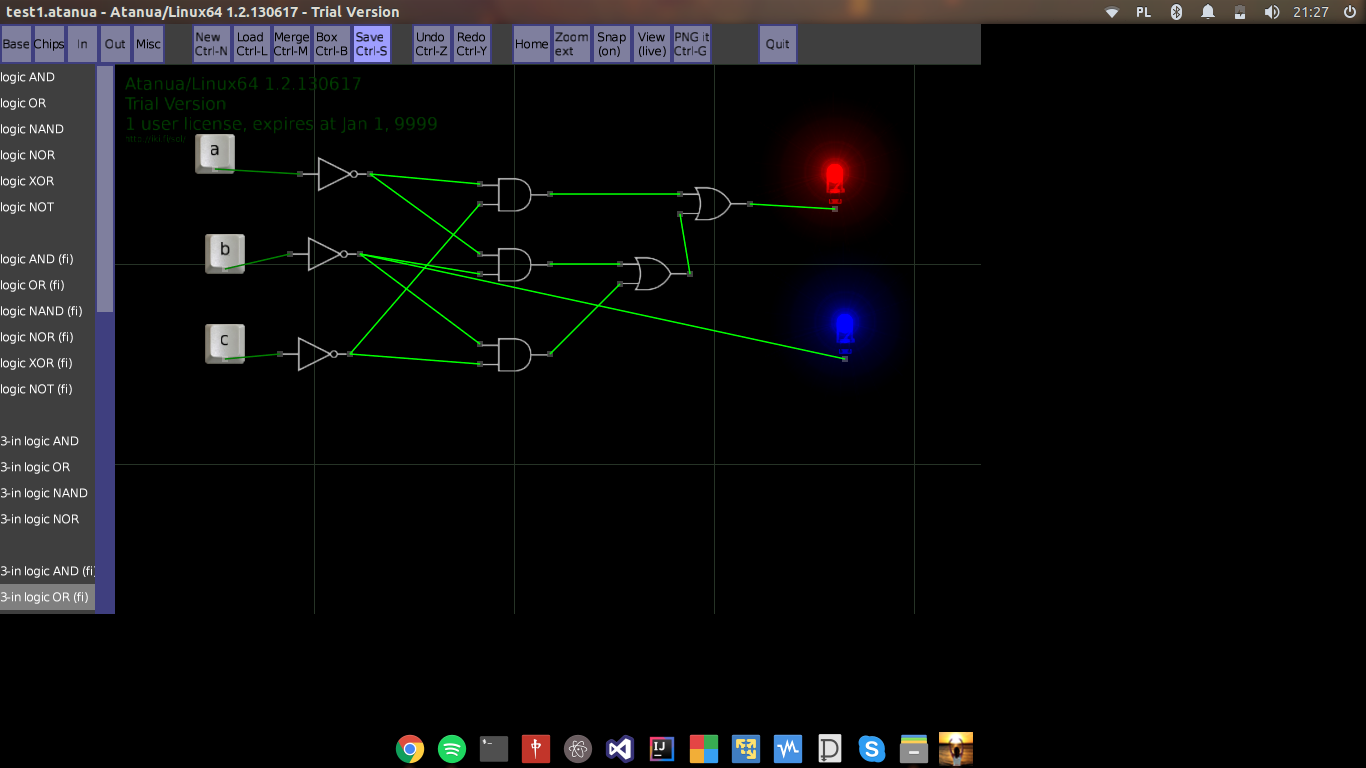 test1.atanua - Atanua/Linux64 1.2.130617 - Trial Version
PL
21:27
Base Chips In Out Misc
New Ctrl-N
Load Ctrl-L
Merge Ctrl-M
Box Ctrl-B
Save Ctrl-S
Undo Ctrl-Z
Redo Ctrl-Y
Home
Zoom ext
Snap (on)
View (live)
PNG it Ctrl-G
Quit
logic AND
logic OR
logic NAND
logic NOR
logic XOR
logic NOT
logic AND (fi)
logic OR (fi)
logic NAND (fi)
logic NOR (fi)
logic XOR (fi)
logic NOT (fi)
3-in logic AND
3-in logic OR
3-in logic NAND
3-in logic NOR
3-in logic AND (fi)
3-in logic OR (fi)
Atanua/Linux64 1.2.130617
Trial Version
1 user license, expires at Jan 1, 9999
a
b
c
IJ